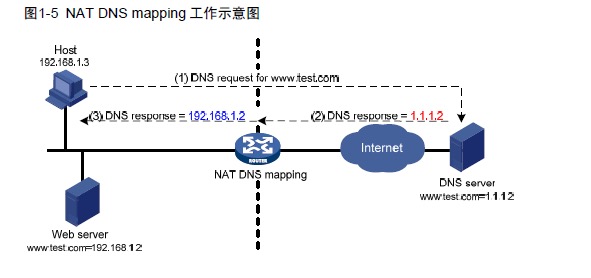 图1-5 NAT DNS mapping 工作示意图
Host
192.168.1.3
(1) DNS request for www.test.com
(3) DNS response = 192.168.1.2
(2) DNS response = 1.1.1.2
ROUTER
Internet
NAT DNS mapping
DNS server
www.test.com=1.1.1.2
Web server
www.test.com=192.168.1.2